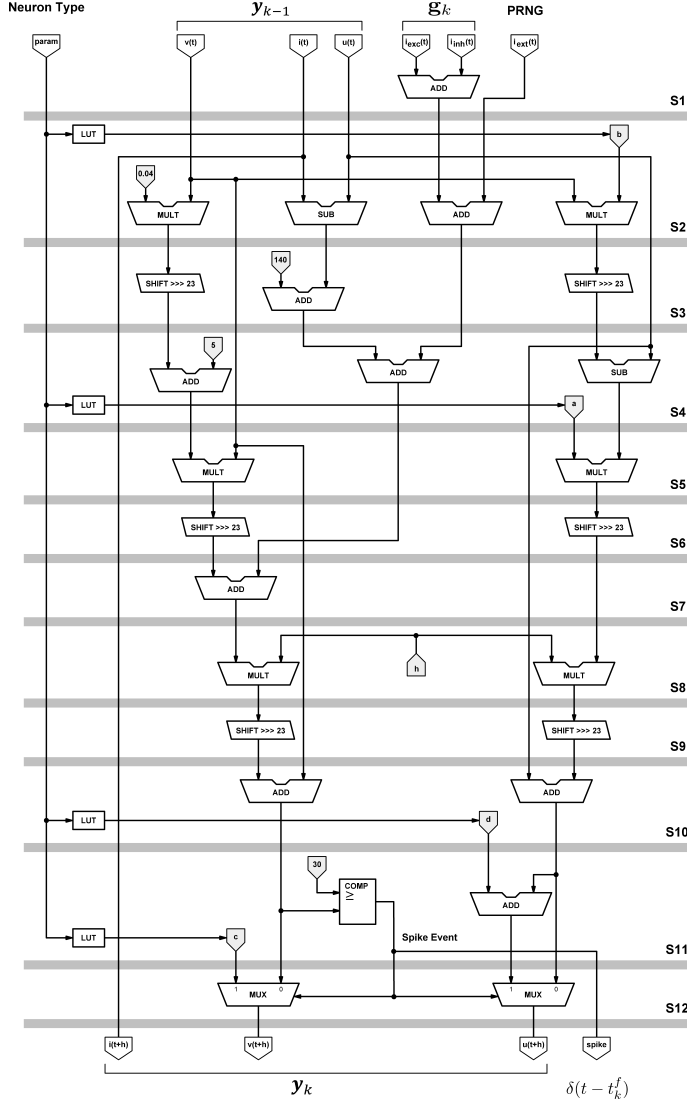 Neuron Type
y_{k-1}
g_k
PRNG
param
v(t)
i(t)
u(t)
i_exc(t)
i_inh(t)
i_ext(t)
ADD
S1
LUT
b
0.04
MULT
SUB
ADD
MULT
S2
SHIFT >>> 23
140
SHIFT >>> 23
ADD
S3
5
ADD
SUB
ADD
LUT
a
S4
MULT
MULT
S5
SHIFT >>> 23
SHIFT >>> 23
S6
ADD
S7
h
MULT
MULT
S8
SHIFT >>> 23
SHIFT >>> 23
S9
ADD
ADD
LUT
d
S10
30
COMP
≥
ADD
LUT
c
Spike Event
S11
1
0
MUX
1
0
MUX
S12
i(t+h)
v(t+h)
u(t+h)
spike
y_k
δ(t − t_k^f)